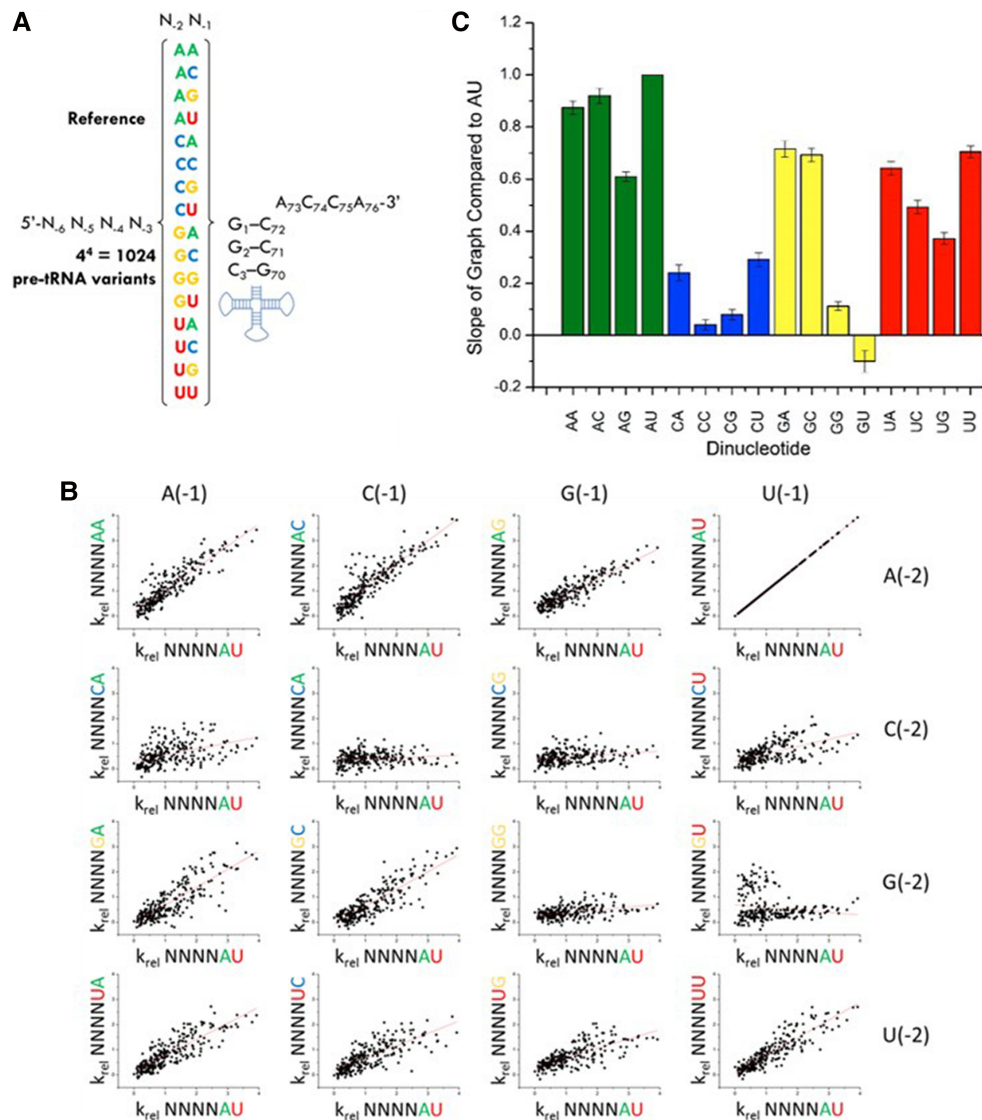 A
N-2 N-1
AA
AC
AG
Reference AU
CA
CC
CG
CU
5'-N-6 N-5 N-4 N-3
GA
4⁴ = 1024
GC
pre-tRNA variants
GG
GU
UA
UC
UG
UU
A73C74C75A76-3'
G1–C72
G2–C71
C3–G70
C
Slope of Graph Compared to AU
1.2
1.0
0.8
0.6
0.4
0.2
0.0
-0.2
AA AC AG AU CA CC CG CU GA GC GG GU UA UC UG UU
Dinucleotide
B
A(-1) C(-1) G(-1) U(-1)
krel NNNNAA krel NNNNAC krel NNNNAG krel NNNNAU
A(-2)
krel NNNNAU krel NNNNAU krel NNNNAU krel NNNNAU
krel NNNNCA krel NNNNCA krel NNNNCG krel NNNNCU
C(-2)
krel NNNNAU krel NNNNAU krel NNNNAU krel NNNNAU
krel NNNNGA krel NNNNGC krel NNNNGG krel NNNNGU
G(-2)
krel NNNNAU krel NNNNAU krel NNNNAU krel NNNNAU
krel NNNNUA krel NNNNUC krel NNNNUG krel NNNNUU
U(-2)
krel NNNNAU krel NNNNAU krel NNNNAU krel NNNNAU